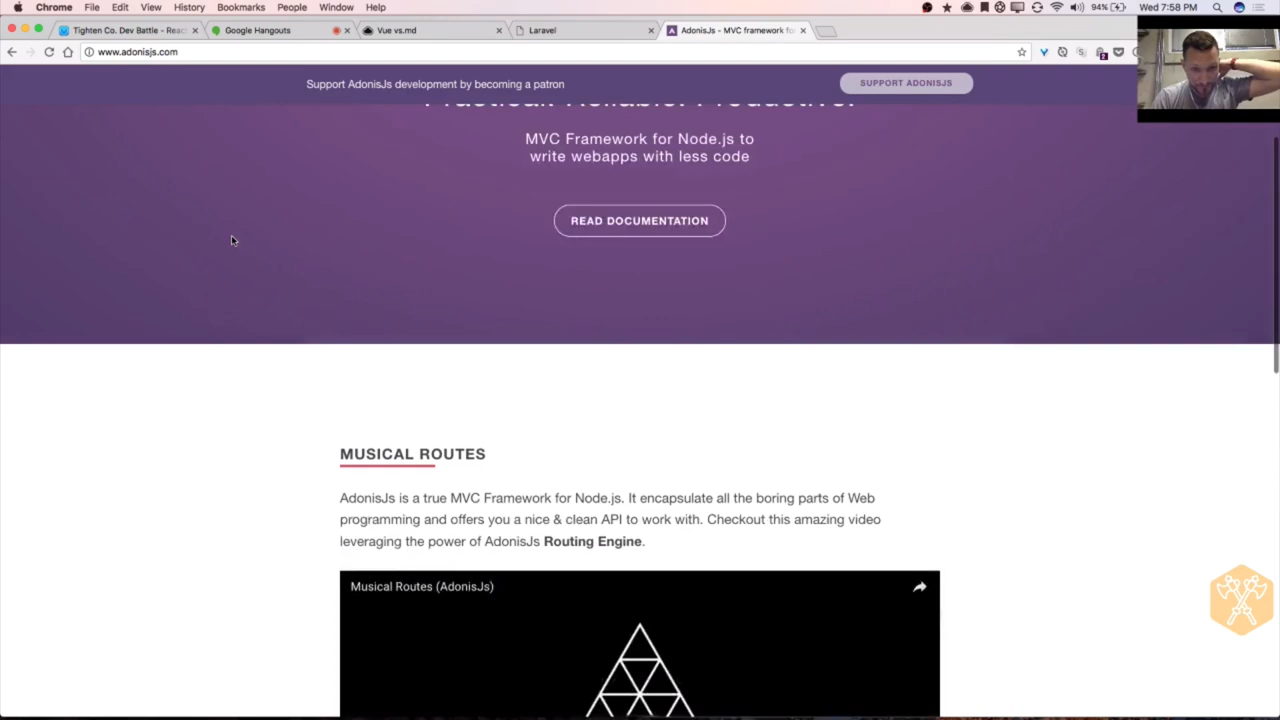 Chrome File Edit View History Bookmarks People Window Help 94% Wed 7:58 PM
Tighten Co. Dev Battle - Reac
Google Hangouts
Vue vs.md
Laravel
AdonisJs - MVC framework fo
www.adonisjs.com
Support AdonisJs development by becoming a patron
SUPPORT ADONISJS
Practical. Reliable. Productive.
MVC Framework for Node.js to
write webapps with less code
READ DOCUMENTATION
MUSICAL ROUTES
AdonisJs is a true MVC Framework for Node.js. It encapsulate all the boring parts of Web
programming and offers you a nice & clean API to work with. Checkout this amazing video
leveraging the power of AdonisJs Routing Engine.
Musical Routes (AdonisJs)